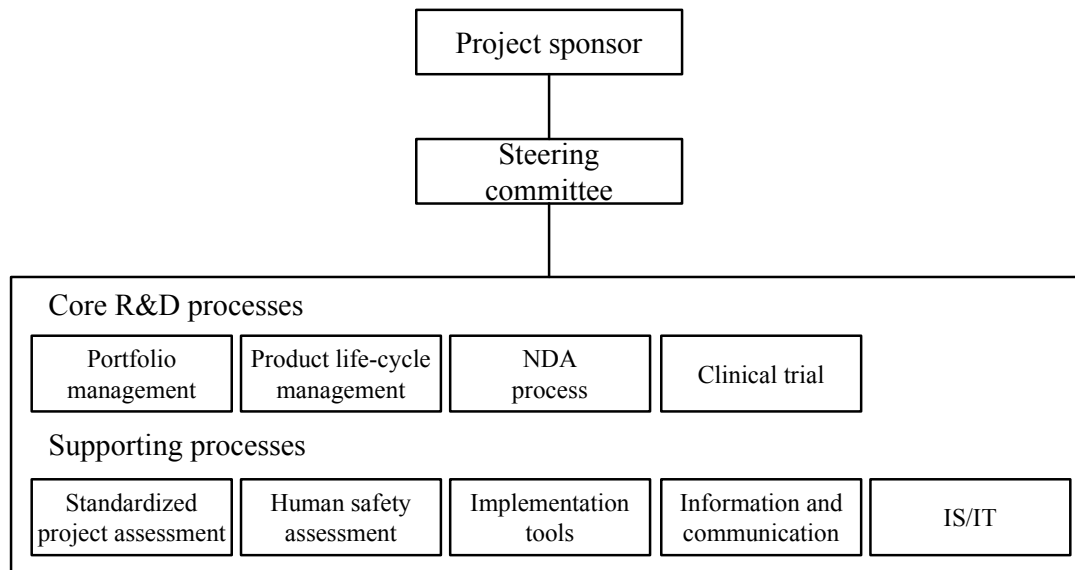 Project sponsor
Steering
committee
Core R&D processes
Portfolio
management
Product life-cycle
management
NDA
process
Clinical trial
Supporting processes
Standardized
project assessment
Human safety
assessment
Implementation
tools
Information and
communication
IS/IT